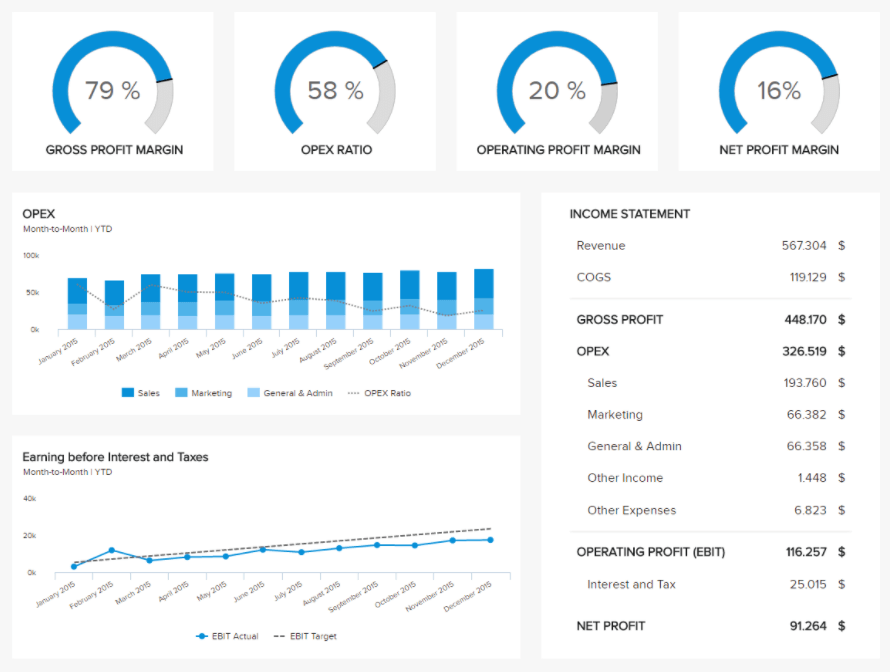 79 %
GROSS PROFIT MARGIN
58 %
OPEX RATIO
20 %
OPERATING PROFIT MARGIN
16%
NET PROFIT MARGIN
OPEX
Month-to-Month | YTD
100k
50k
0k
January 2015 February 2015 March 2015 April 2015 May 2015 June 2015 July 2015 August 2015 September 2015 October 2015 November 2015 December 2015
Sales Marketing General & Admin OPEX Ratio
Earning before Interest and Taxes
Month-to-Month | YTD
40k
20k
0k
January 2015 February 2015 March 2015 April 2015 May 2015 June 2015 July 2015 August 2015 September 2015 October 2015 November 2015 December 2015
EBIT Actual EBIT Target
INCOME STATEMENT
Revenue 567.304 $
COGS 119.129 $
GROSS PROFIT 448.170 $
OPEX 326.519 $
Sales 193.760 $
Marketing 66.382 $
General & Admin 66.358 $
Other Income 1.448 $
Other Expenses 6.823 $
OPERATING PROFIT (EBIT) 116.257 $
Interest and Tax 25.015 $
NET PROFIT 91.264 $